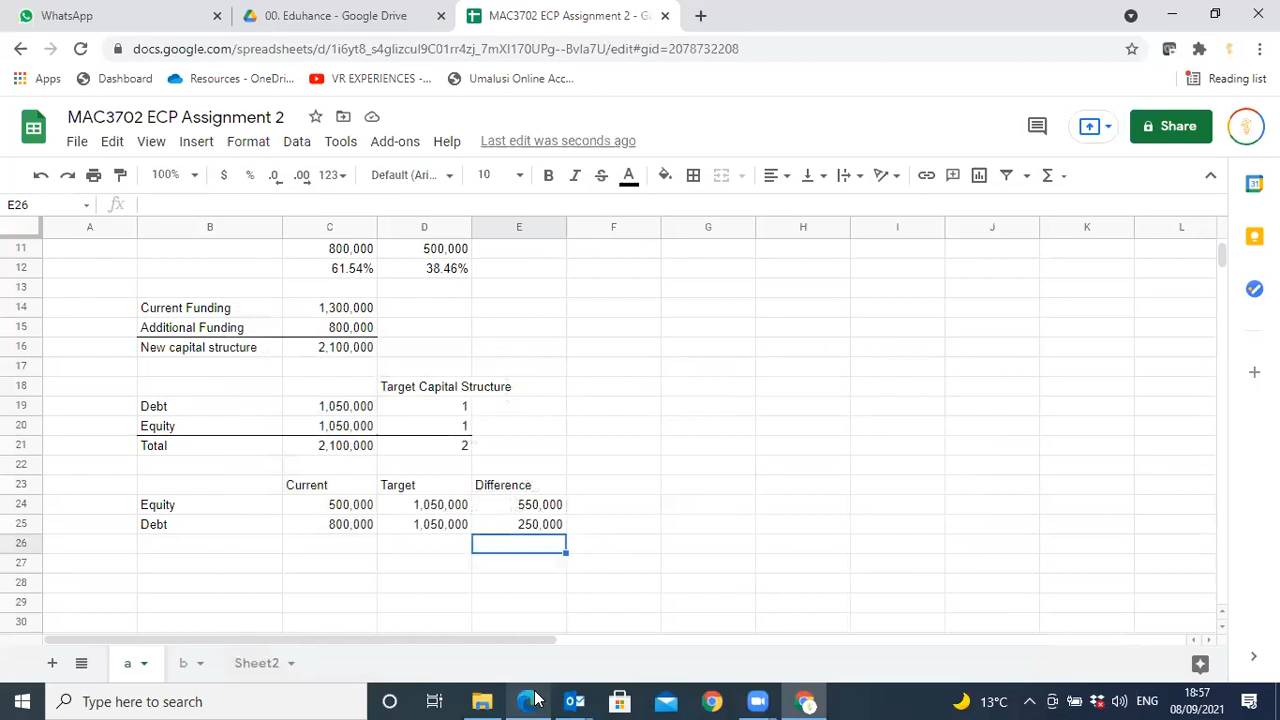 WhatsApp
00. Eduhance - Google Drive
MAC3702 ECP Assignment 2 - Go
docs.google.com/spreadsheets/d/1i6yt8_s4glizcuI9C01rr4zj_7mXI170UPg--Bvla7U/edit#gid=2078732208
Apps
Dashboard
Resources - OneDri...
VR EXPERIENCES -...
Umalusi Online Acc...
Reading list
MAC3702 ECP Assignment 2
Share
File Edit View Insert Format Data Tools Add-ons Help Last edit was seconds ago
100% $ % .0 .00 123 Default (Ari... 10 B I S A
E26 fx
A B C D E F G H I J K L
11 800,000 500,000
12 61.54% 38.46%
13
14 Current Funding 1,300,000
15 Additional Funding 800,000
16 New capital structure 2,100,000
17
18 Target Capital Structure
19 Debt 1,050,000 1
20 Equity 1,050,000 1
21 Total 2,100,000 2
22
23 Current Target Difference
24 Equity 500,000 1,050,000 550,000
25 Debt 800,000 1,050,000 250,000
26
27
28
29
30
a b Sheet2
Type here to search
13°C
ENG
18:57
08/09/2021